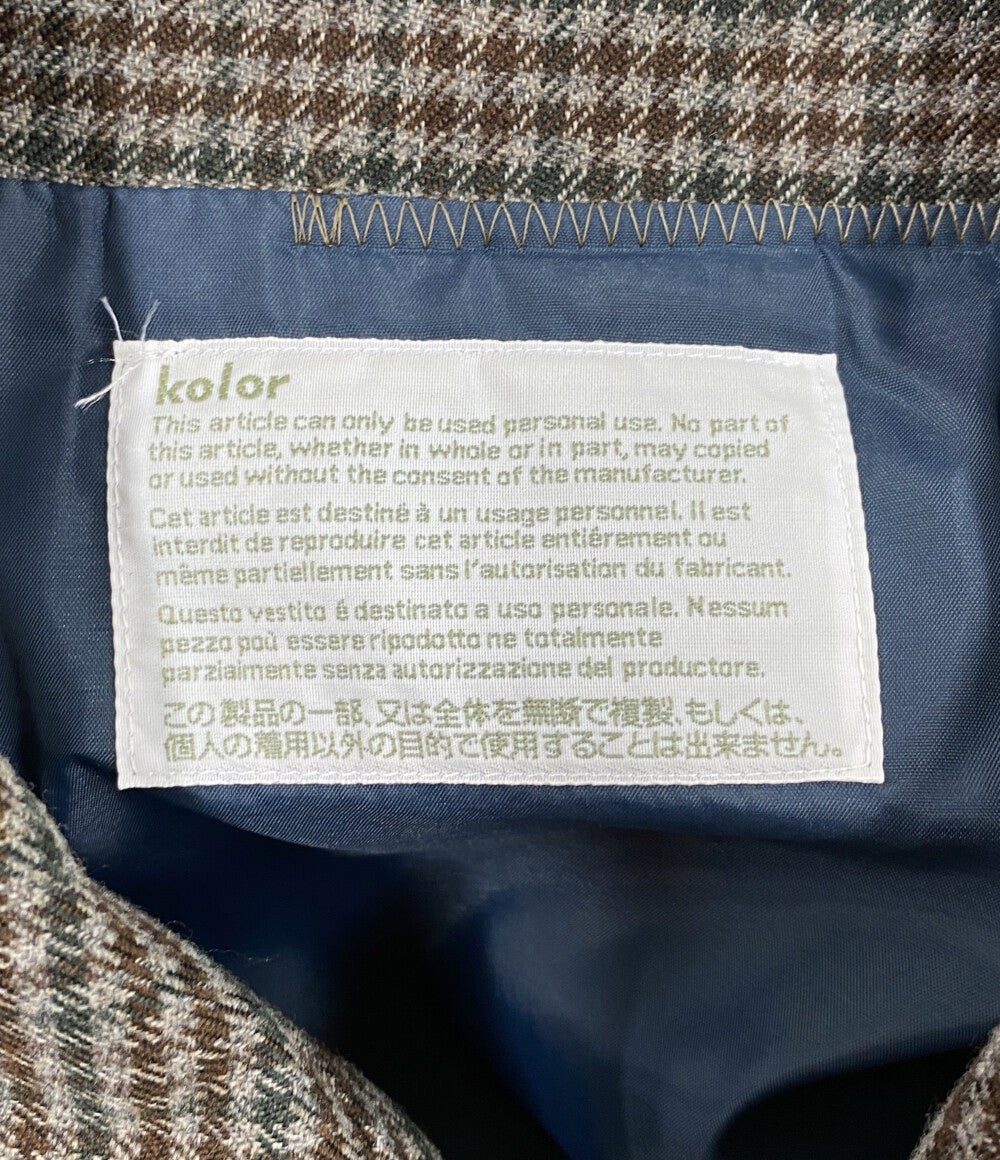 kolor
This article can only be used personal use. No part of
this article, whether in whole or in part, may copied
or used without the consent of the manufacturer.
Cet article est destiné à un usage personnel. Il est
interdit de reproduire cet article entiérement ou
même partiellement sans l'autorisation du fabricant.
Questo vestito é destinato a uso personale. Nessum
pezzo poù essere ripodotto ne totalmente
parzialmente senza autorizzazione del productore.
この製品の一部、又は全体を無断で複製、もしくは、
個人の着用以外の目的で使用することは出来ません。